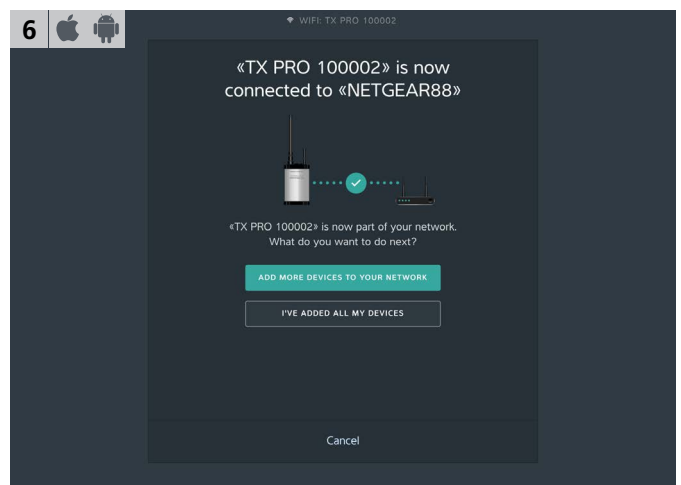 6
WIFI: TX PRO 100002
«TX PRO 100002» is now
connected to «NETGEAR88»
«TX PRO 100002» is now part of your network.
What do you want to do next?
ADD MORE DEVICES TO YOUR NETWORK
I'VE ADDED ALL MY DEVICES
Cancel